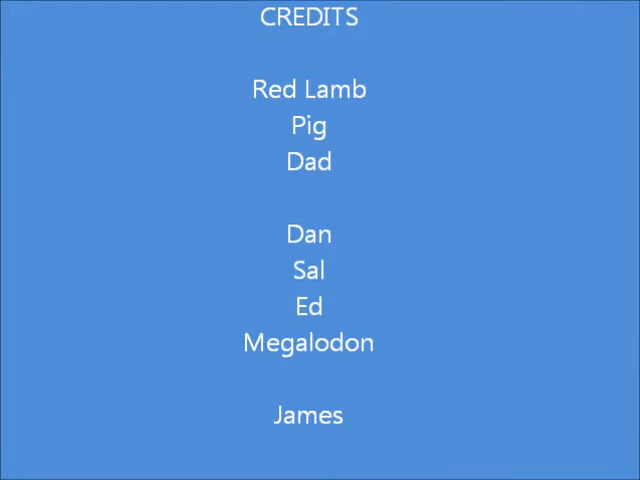 CREDITS
Red Lamb
Pig
Dad
Dan
Sal
Ed
Megalodon
James